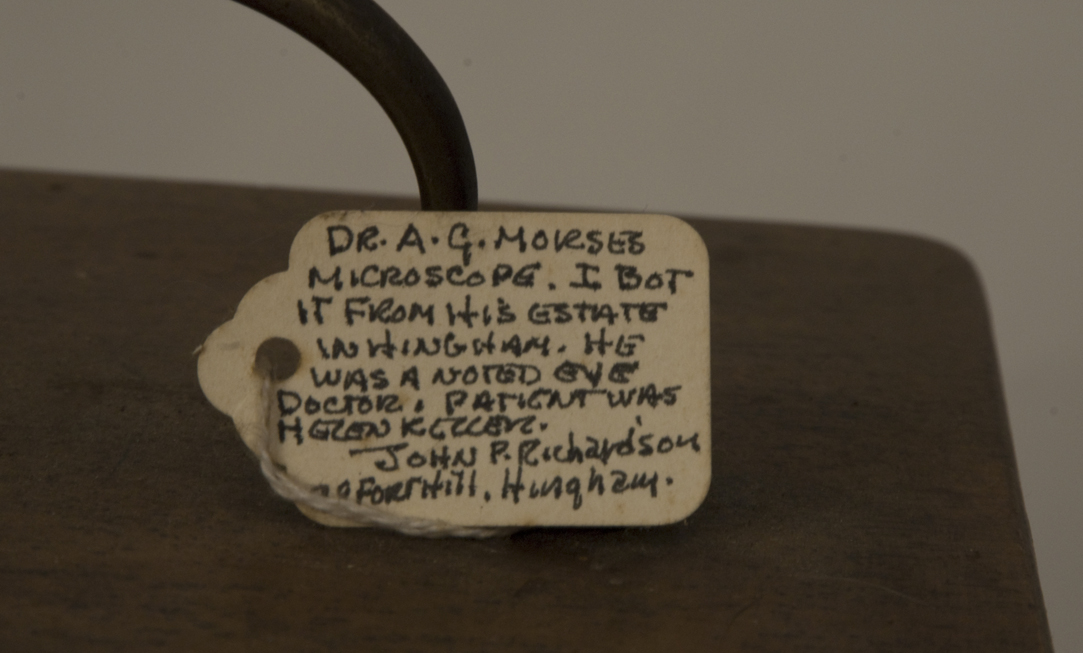 DR. A. G. MORSES
MICROSCOPE. I BOT
IT FROM HIS ESTATE
IN HINGHAM. HE
WAS A NOTED EYE
DOCTOR. PATIENT WAS
HELEN KELLER.
JOHN P. Richardson
Fort Hill, Hingham.